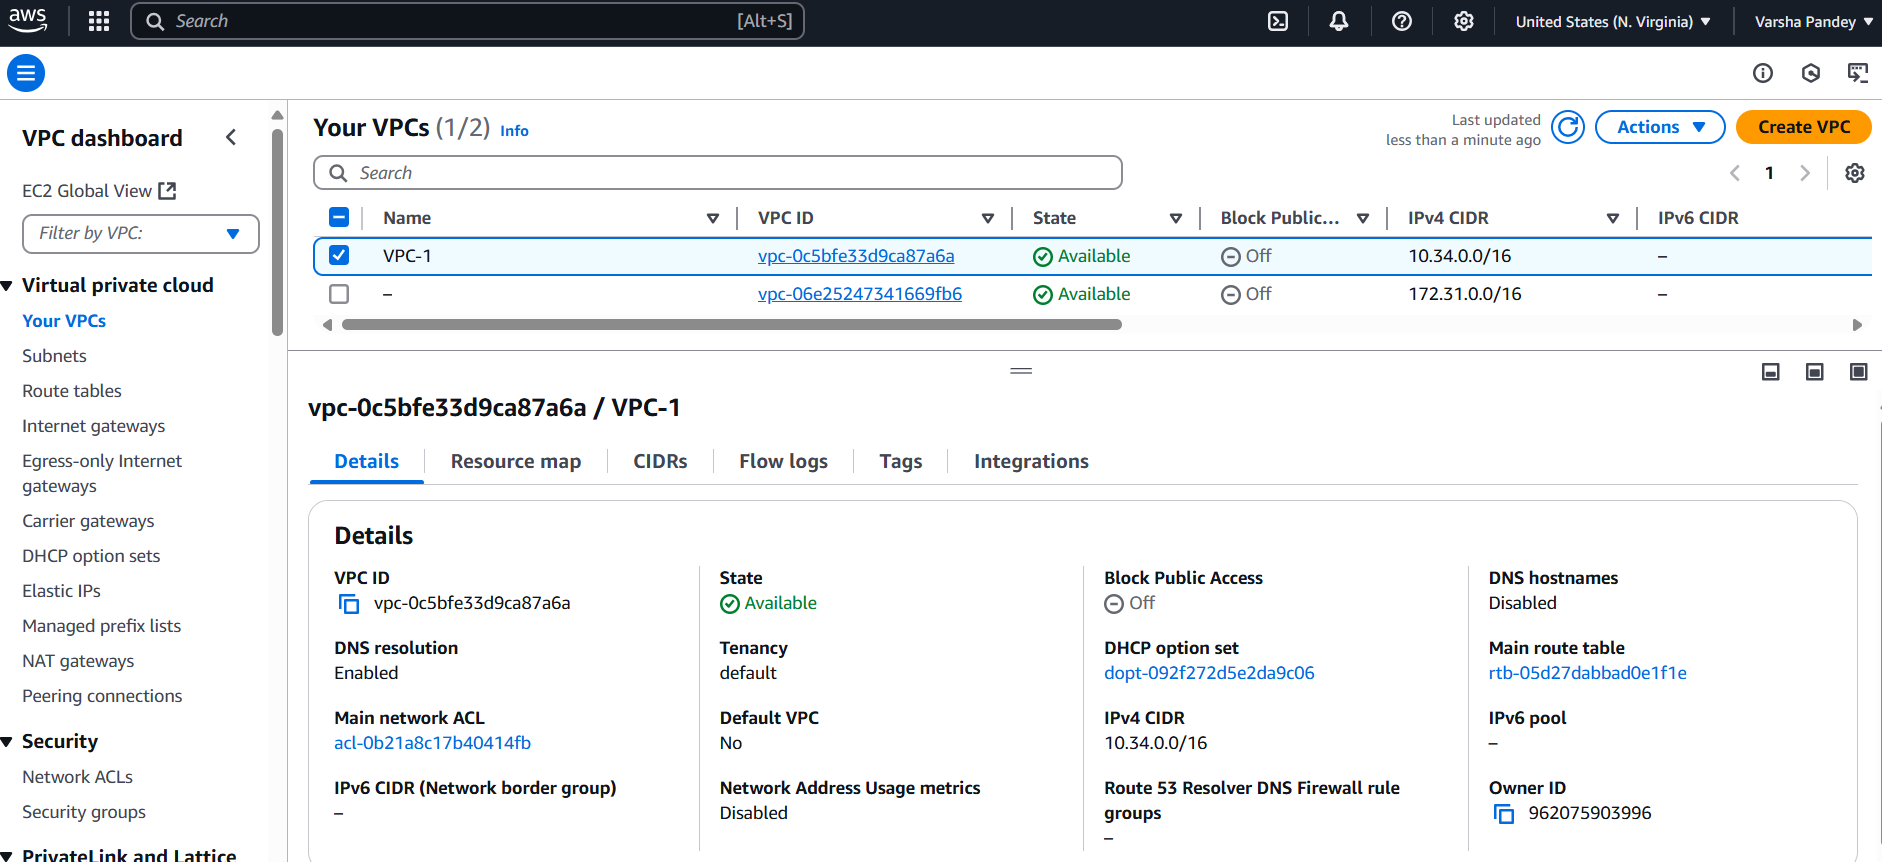 aws
Search [Alt+S]
United States (N. Virginia)
Varsha Pandey
VPC dashboard
EC2 Global View
Filter by VPC:
Virtual private cloud
Your VPCs
Subnets
Route tables
Internet gateways
Egress-only Internet
gateways
Carrier gateways
DHCP option sets
Elastic IPs
Managed prefix lists
NAT gateways
Peering connections
Security
Network ACLs
Security groups
PrivateLink and Lattice
Your VPCs (1/2) Info
Last updated
less than a minute ago
Actions
Create VPC
Search
1
Name VPC ID State Block Public... IPv4 CIDR IPv6 CIDR
VPC-1 vpc-0c5bfe33d9ca87a6a Available Off 10.34.0.0/16 –
– vpc-06e25247341669fb6 Available Off 172.31.0.0/16 –
vpc-0c5bfe33d9ca87a6a / VPC-1
Details Resource map CIDRs Flow logs Tags Integrations
Details
VPC ID
vpc-0c5bfe33d9ca87a6a
State
Available
Block Public Access
Off
DNS hostnames
Disabled
DNS resolution
Enabled
Tenancy
default
DHCP option set
dopt-092f272d5e2da9c06
Main route table
rtb-05d27dabbad0e1f1e
Main network ACL
acl-0b21a8c17b40414fb
Default VPC
No
IPv4 CIDR
10.34.0.0/16
IPv6 pool
–
IPv6 CIDR (Network border group)
–
Network Address Usage metrics
Disabled
Route 53 Resolver DNS Firewall rule
groups
–
Owner ID
962075903996